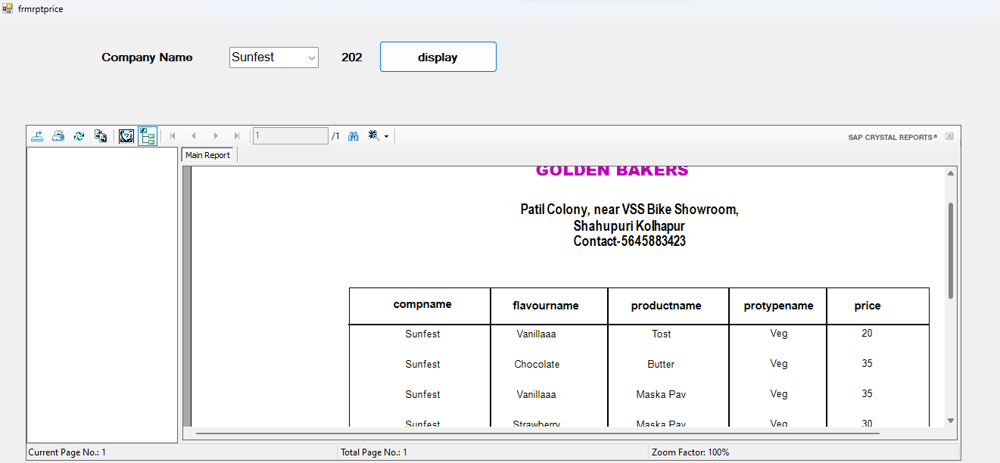 frmrptprice
Company Name Sunfest 202 display
1 /1 SAP CRYSTAL REPORTS®
Main Report
GOLDEN BAKERS
Patil Colony, near VSS Bike Showroom,
Shahupuri Kolhapur
Contact-5645883423
compname flavourname productname protypename price
Sunfest Vanillaaa Tost Veg 20
Sunfest Chocolate Butter Veg 35
Sunfest Vanillaaa Maska Pav Veg 35
Sunfest Strawberry Maska Pav Veg 30
Current Page No.: 1 Total Page No.: 1 Zoom Factor: 100%